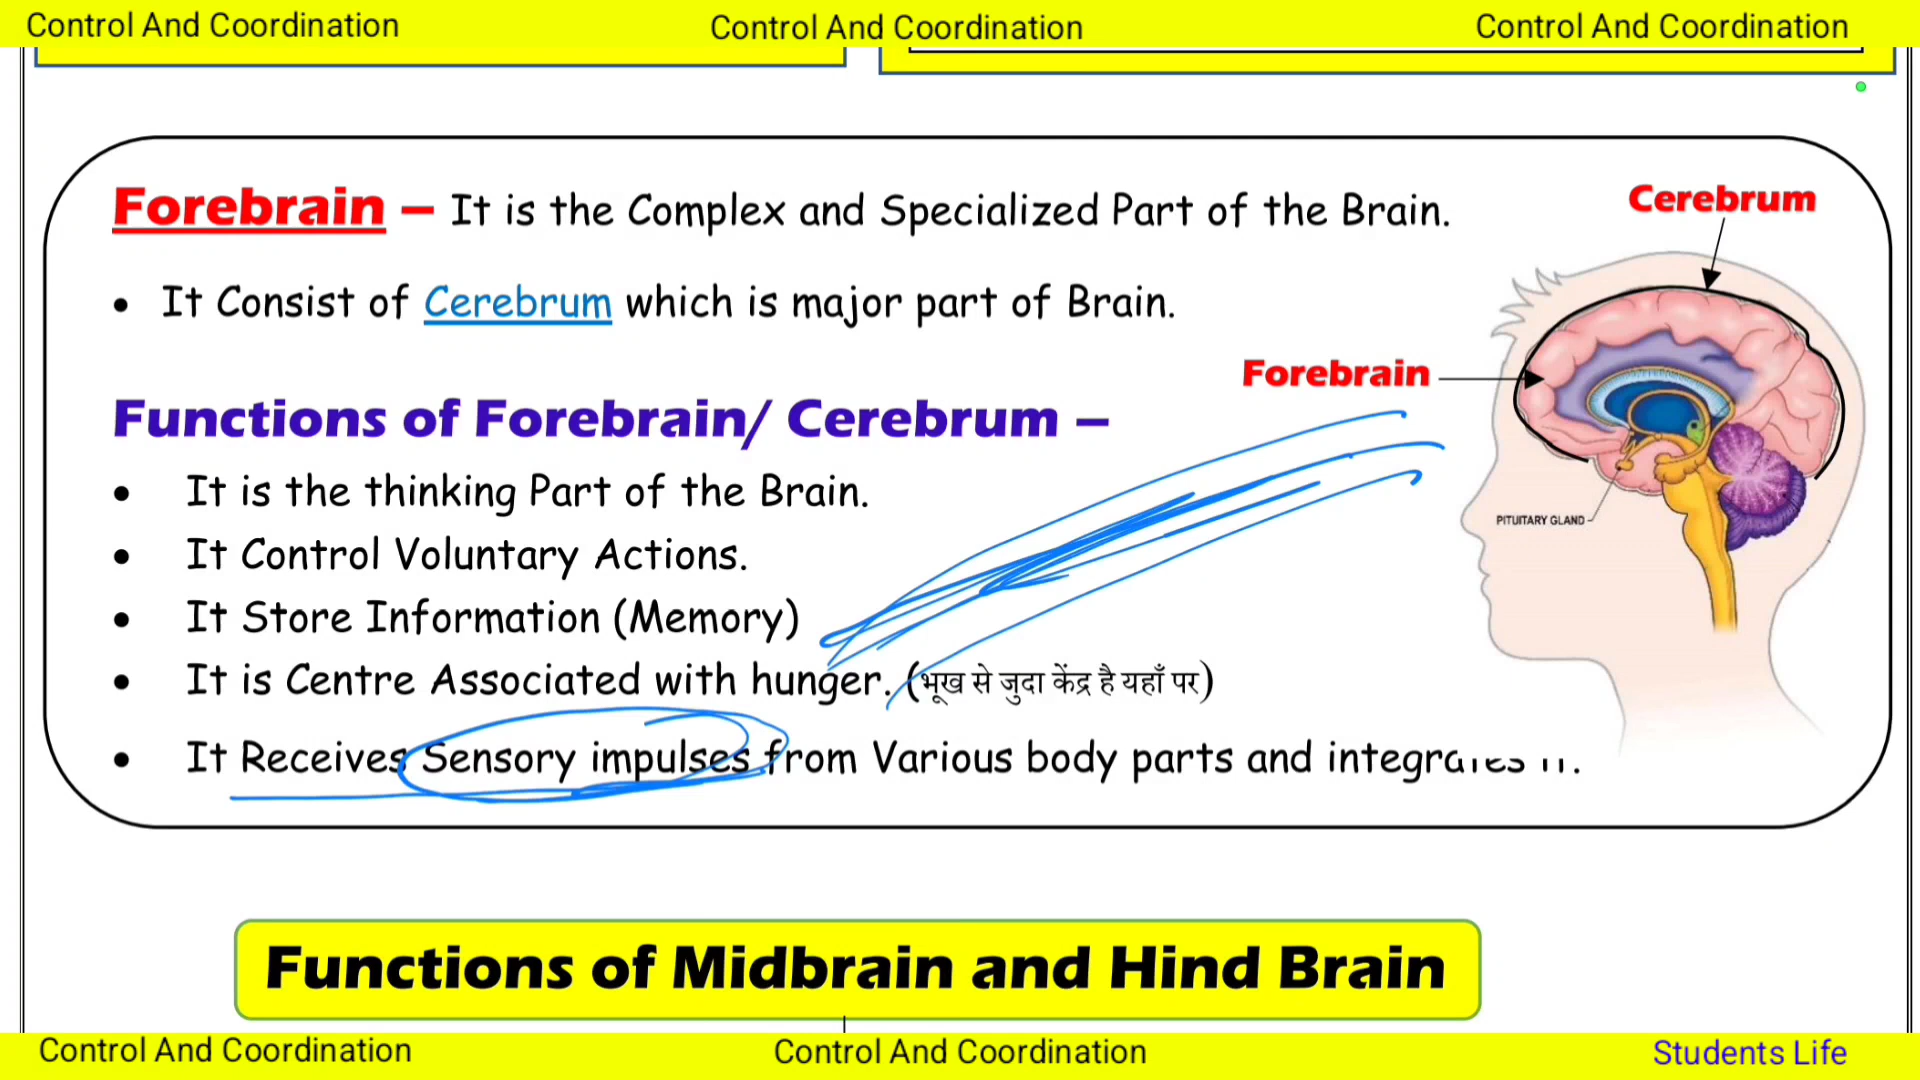 Control And Coordination Control And Coordination Control And Coordination
Forebrain – It is the Complex and Specialized Part of the Brain.
Cerebrum
• It Consist of Cerebrum which is major part of Brain.
Forebrain
Functions of Forebrain/ Cerebrum –
• It is the thinking Part of the Brain.
PITUITARY GLAND
• It Control Voluntary Actions.
• It Store Information (Memory)
• It is Centre Associated with hunger. (भूख से जुदा केंद्र है यहाँ पर)
• It Receives Sensory impulses from Various body parts and integrates it.
Functions of Midbrain and Hind Brain
Control And Coordination Control And Coordination Students Life